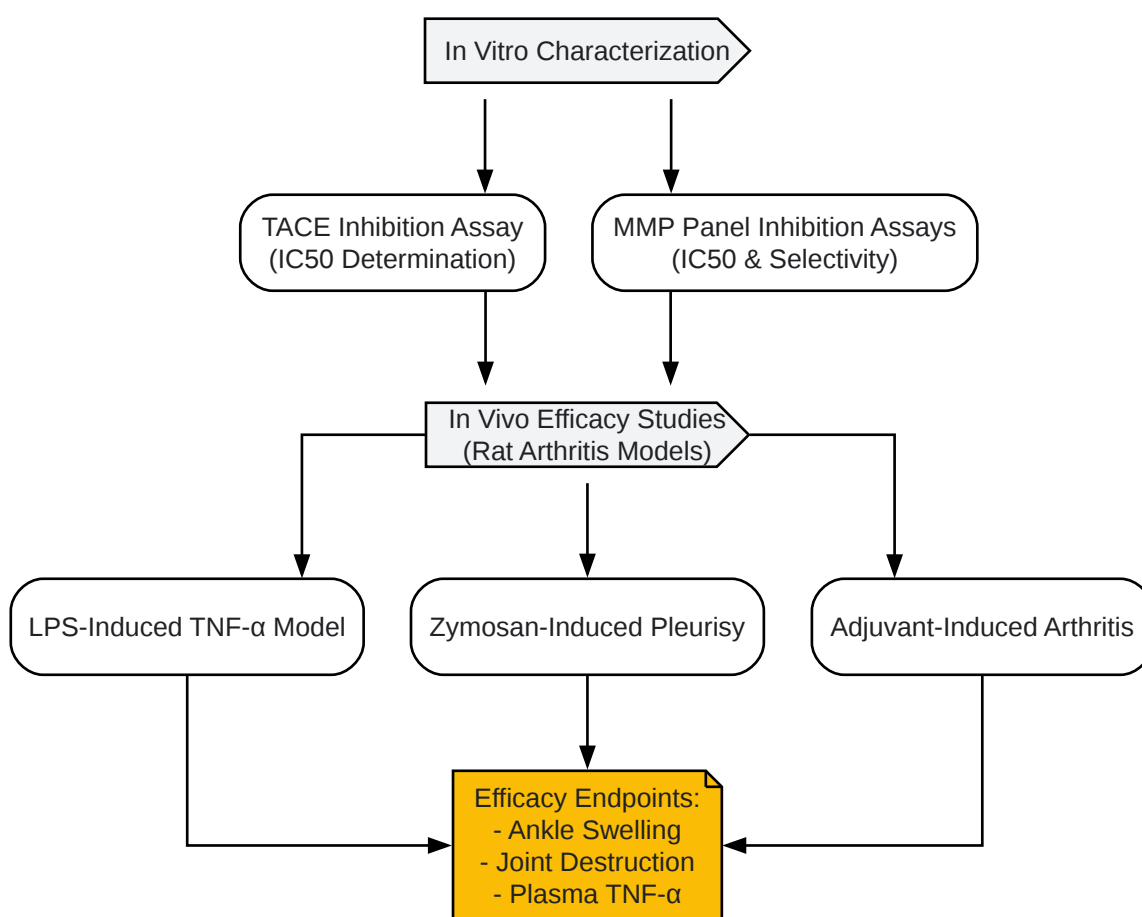 In Vitro Characterization
TACE Inhibition Assay
(IC50 Determination)
MMP Panel Inhibition Assays
(IC50 & Selectivity)
In Vivo Efficacy Studies
(Rat Arthritis Models)
LPS-Induced TNF-α Model
Zymosan-Induced Pleurisy
Adjuvant-Induced Arthritis
Efficacy Endpoints:
- Ankle Swelling
- Joint Destruction
- Plasma TNF-α